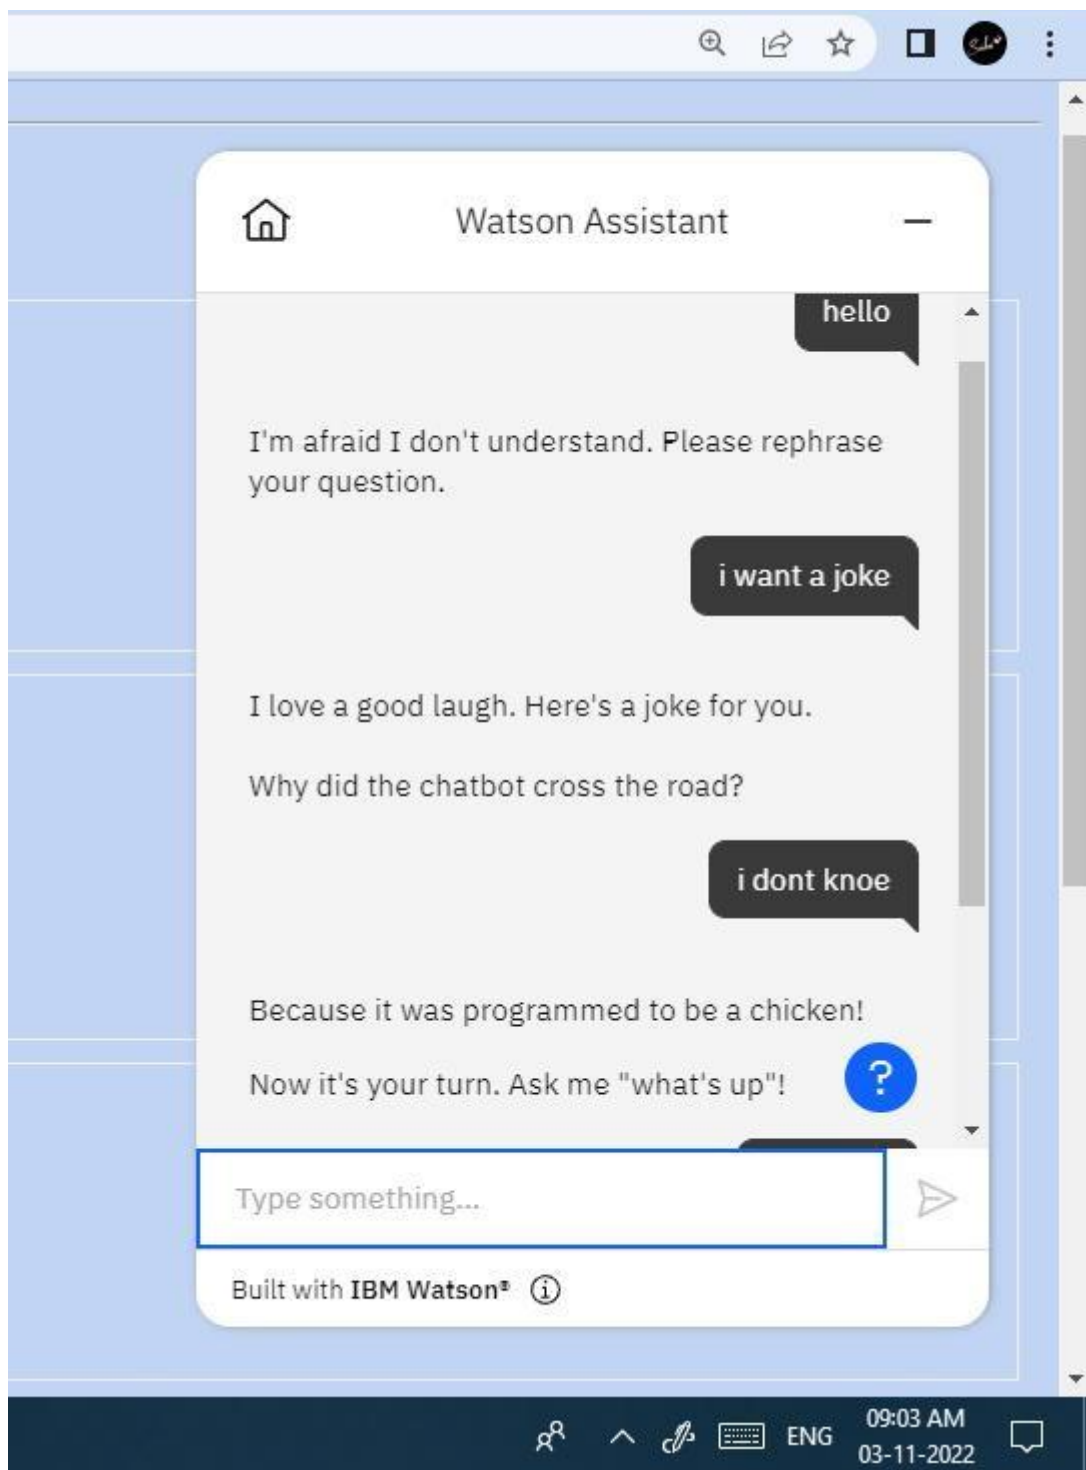 Watson Assistant
hello
I'm afraid I don't understand. Please rephrase
your question.
i want a joke
I love a good laugh. Here's a joke for you.
Why did the chatbot cross the road?
i dont knoe
Because it was programmed to be a chicken!
Now it's your turn. Ask me "what's up"!
?
Type something...
Built with IBM Watson®
ENG
09:03 AM
03-11-2022